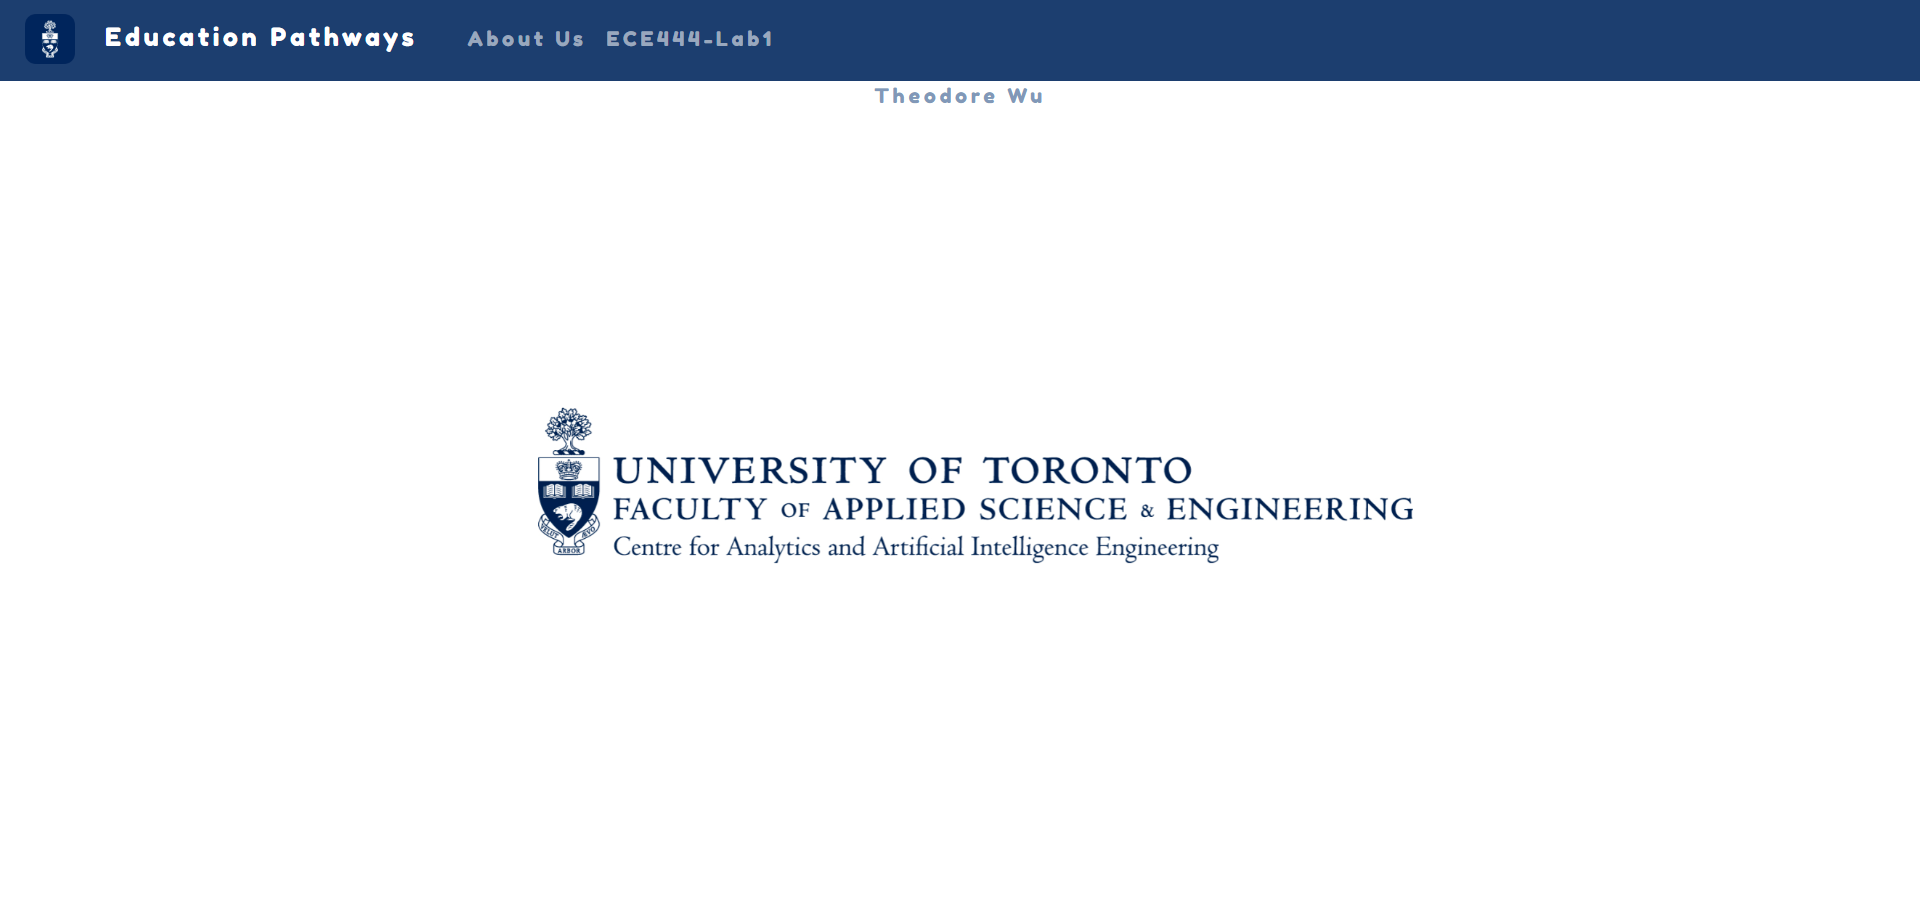 Education Pathways About Us ECE444-Lab1
Theodore Wu
UNIVERSITY OF TORONTO
FACULTY OF APPLIED SCIENCE & ENGINEERING
Centre for Analytics and Artificial Intelligence Engineering
VELUT ARBOR ÆVO